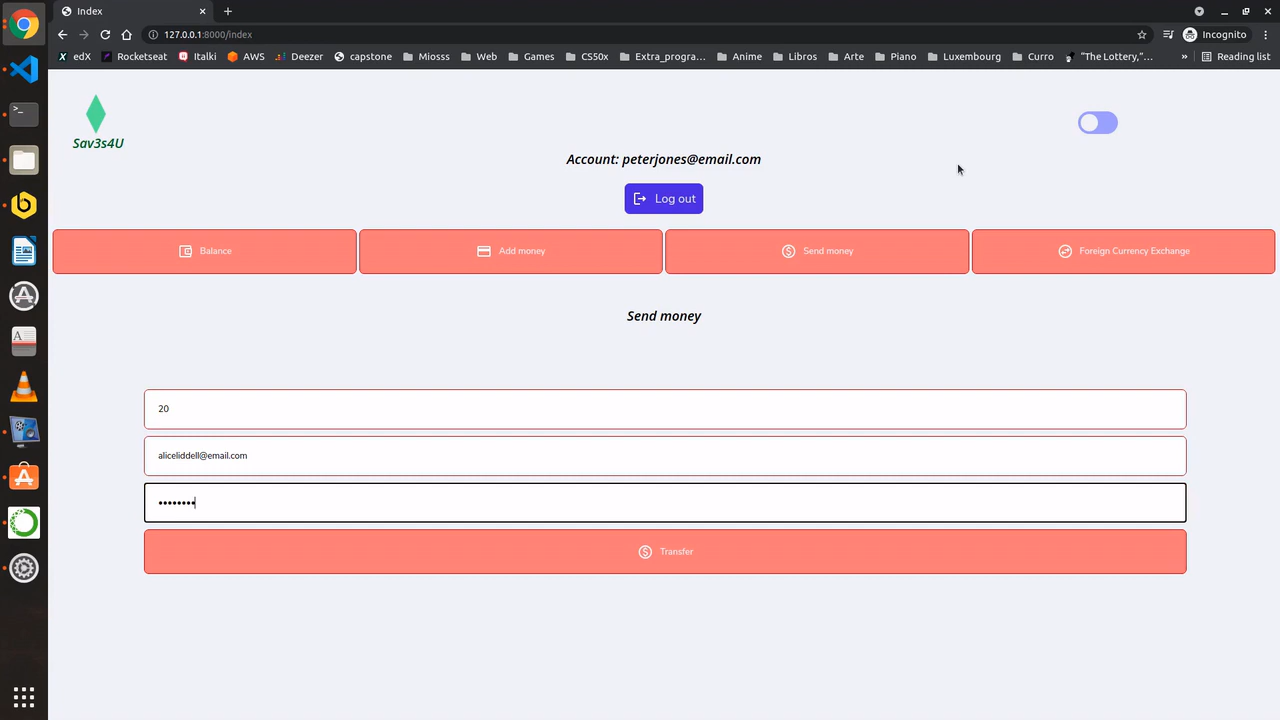 Index
127.0.0.1:8000/index
Incognito
edX Rocketseat Italki AWS Deezer capstone Miosss Web Games CS50x Extra_progra... Anime Libros Arte Piano Luxembourg Curro "The Lottery,"... » Reading list
Sav3s4U
Account: peterjones@email.com
Log out
Balance Add money Send money Foreign Currency Exchange
Send money
20
aliceliddell@email.com
••••••••
Transfer